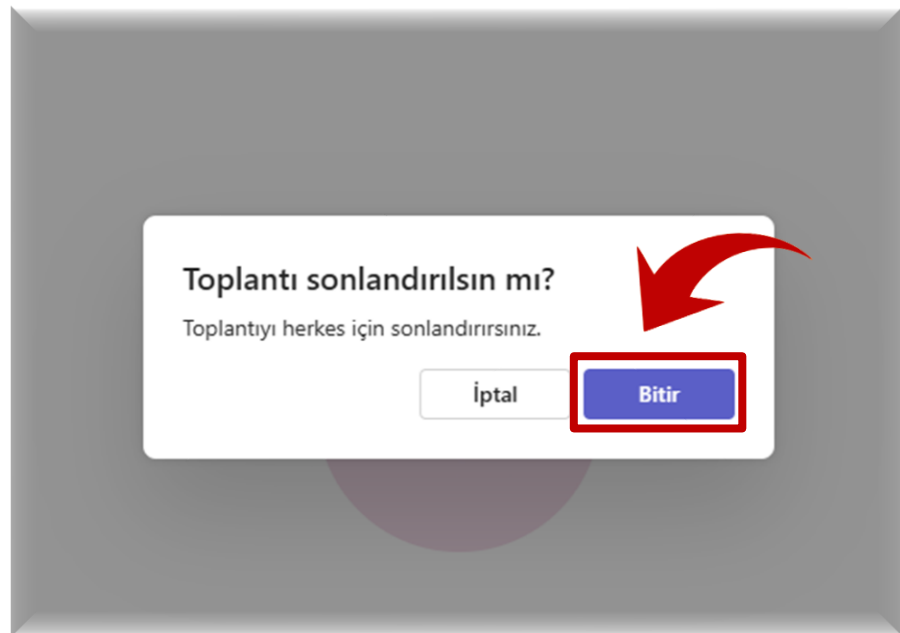 Toplantı sonlandırılsın mı?
Toplantıyı herkes için sonlandırırsınız.
İptal
Bitir